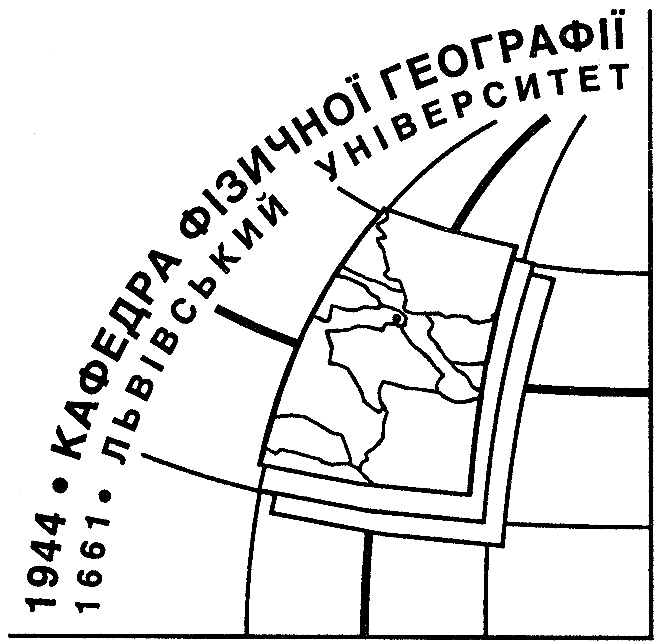 1944 • КАФЕДРА ФІЗИЧНОЇ ГЕОГРАФІЇ
1661 • ЛЬВІВСЬКИЙ УНІВЕРСИТЕТ